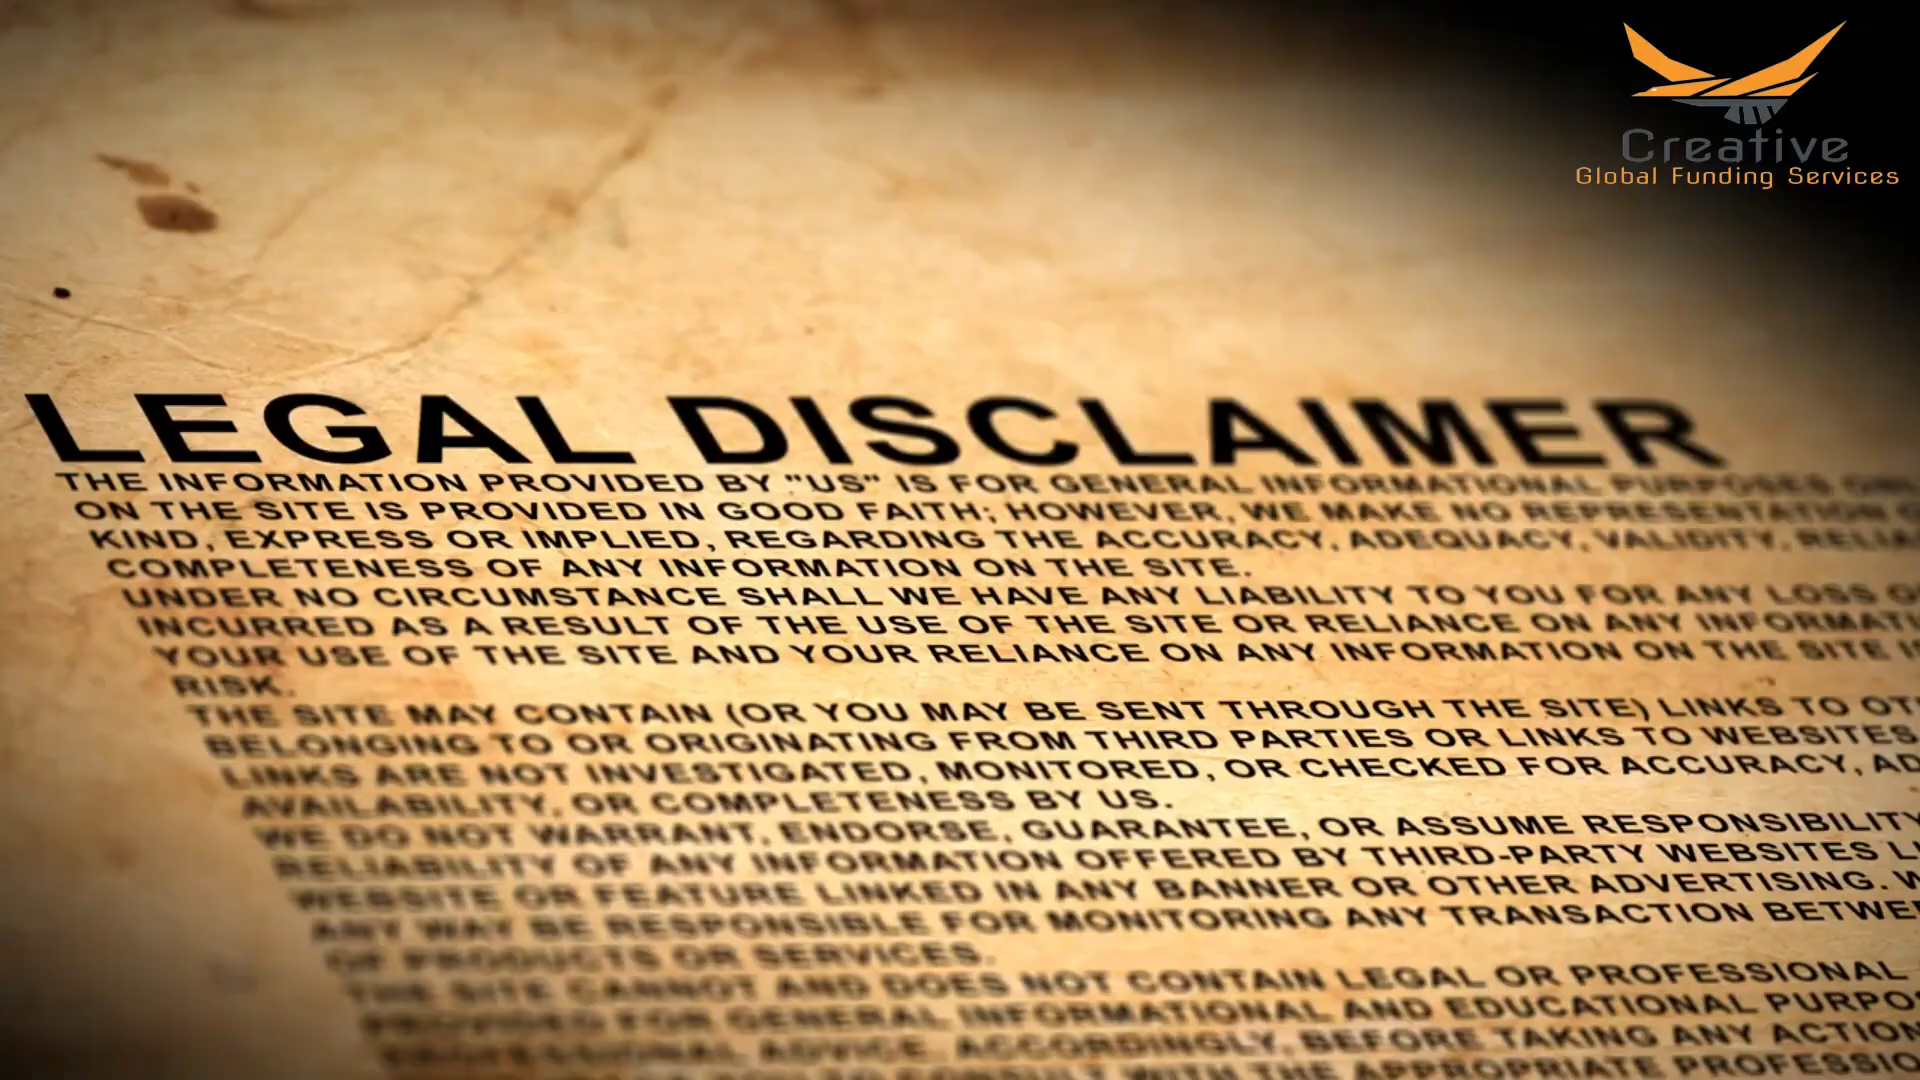 Creative
Global Funding Services
LEGAL DISCLAIMER
THE INFORMATION PROVIDED BY "US" IS FOR GENERAL INFORMATIONAL PURPOSES
ON THE SITE IS PROVIDED IN GOOD FAITH; HOWEVER, WE MAKE NO REPRESENTATION
KIND, EXPRESS OR IMPLIED, REGARDING THE ACCURACY, ADEQUACY, VALIDITY,
COMPLETENESS OF ANY INFORMATION ON THE SITE.
UNDER NO CIRCUMSTANCE SHALL WE HAVE ANY LIABILITY TO YOU FOR ANY LOSS
INCURRED AS A RESULT OF THE USE OF THE SITE OR RELIANCE ON ANY
YOUR USE OF THE SITE AND YOUR RELIANCE ON ANY INFORMATION ON THE SITE
RISK.
THE SITE MAY CONTAIN (OR YOU MAY BE SENT THROUGH THE SITE) LINKS TO
BELONGING TO OR ORIGINATING FROM THIRD PARTIES OR LINKS TO WEBSITES
LINKS ARE NOT INVESTIGATED, MONITORED, OR CHECKED FOR ACCURACY,
AVAILABILITY, OR COMPLETENESS BY US.
WE DO NOT WARRANT, ENDORSE, GUARANTEE, OR ASSUME RESPONSIBILITY
RELIABILITY OF ANY INFORMATION OFFERED BY THIRD-PARTY WEBSITES
WEBSITE OR FEATURE LINKED IN ANY BANNER OR OTHER ADVERTISING.
ANY WAY BE RESPONSIBLE FOR MONITORING ANY TRANSACTION
OF PRODUCTS OR SERVICES.
THE SITE CANNOT AND DOES NOT CONTAIN LEGAL OR PROFESSIONAL
PROVIDED FOR GENERAL INFORMATIONAL AND EDUCATIONAL
PROFESSIONAL ADVICE. ACCORDINGLY, BEFORE TAKING ANY
TO CONSULT WITH THE APPROPRIATE